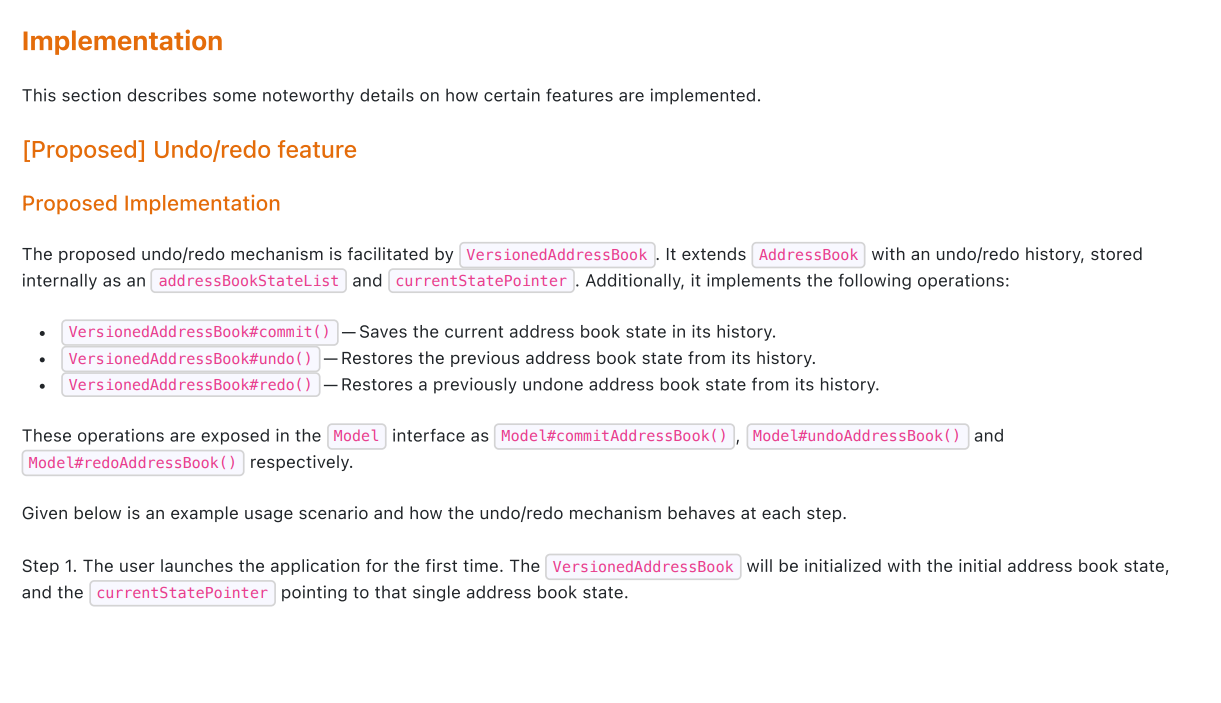 Implementation
This section describes some noteworthy details on how certain features are implemented.
[Proposed] Undo/redo feature
Proposed Implementation
The proposed undo/redo mechanism is facilitated by VersionedAddressBook. It extends AddressBook with an undo/redo history, stored
internally as an addressBookStateList and currentStatePointer. Additionally, it implements the following operations:
• VersionedAddressBook#commit() — Saves the current address book state in its history.
• VersionedAddressBook#undo() — Restores the previous address book state from its history.
• VersionedAddressBook#redo() — Restores a previously undone address book state from its history.
These operations are exposed in the Model interface as Model#commitAddressBook(), Model#undoAddressBook() and
Model#redoAddressBook() respectively.
Given below is an example usage scenario and how the undo/redo mechanism behaves at each step.
Step 1. The user launches the application for the first time. The VersionedAddressBook will be initialized with the initial address book state,
and the currentStatePointer pointing to that single address book state.